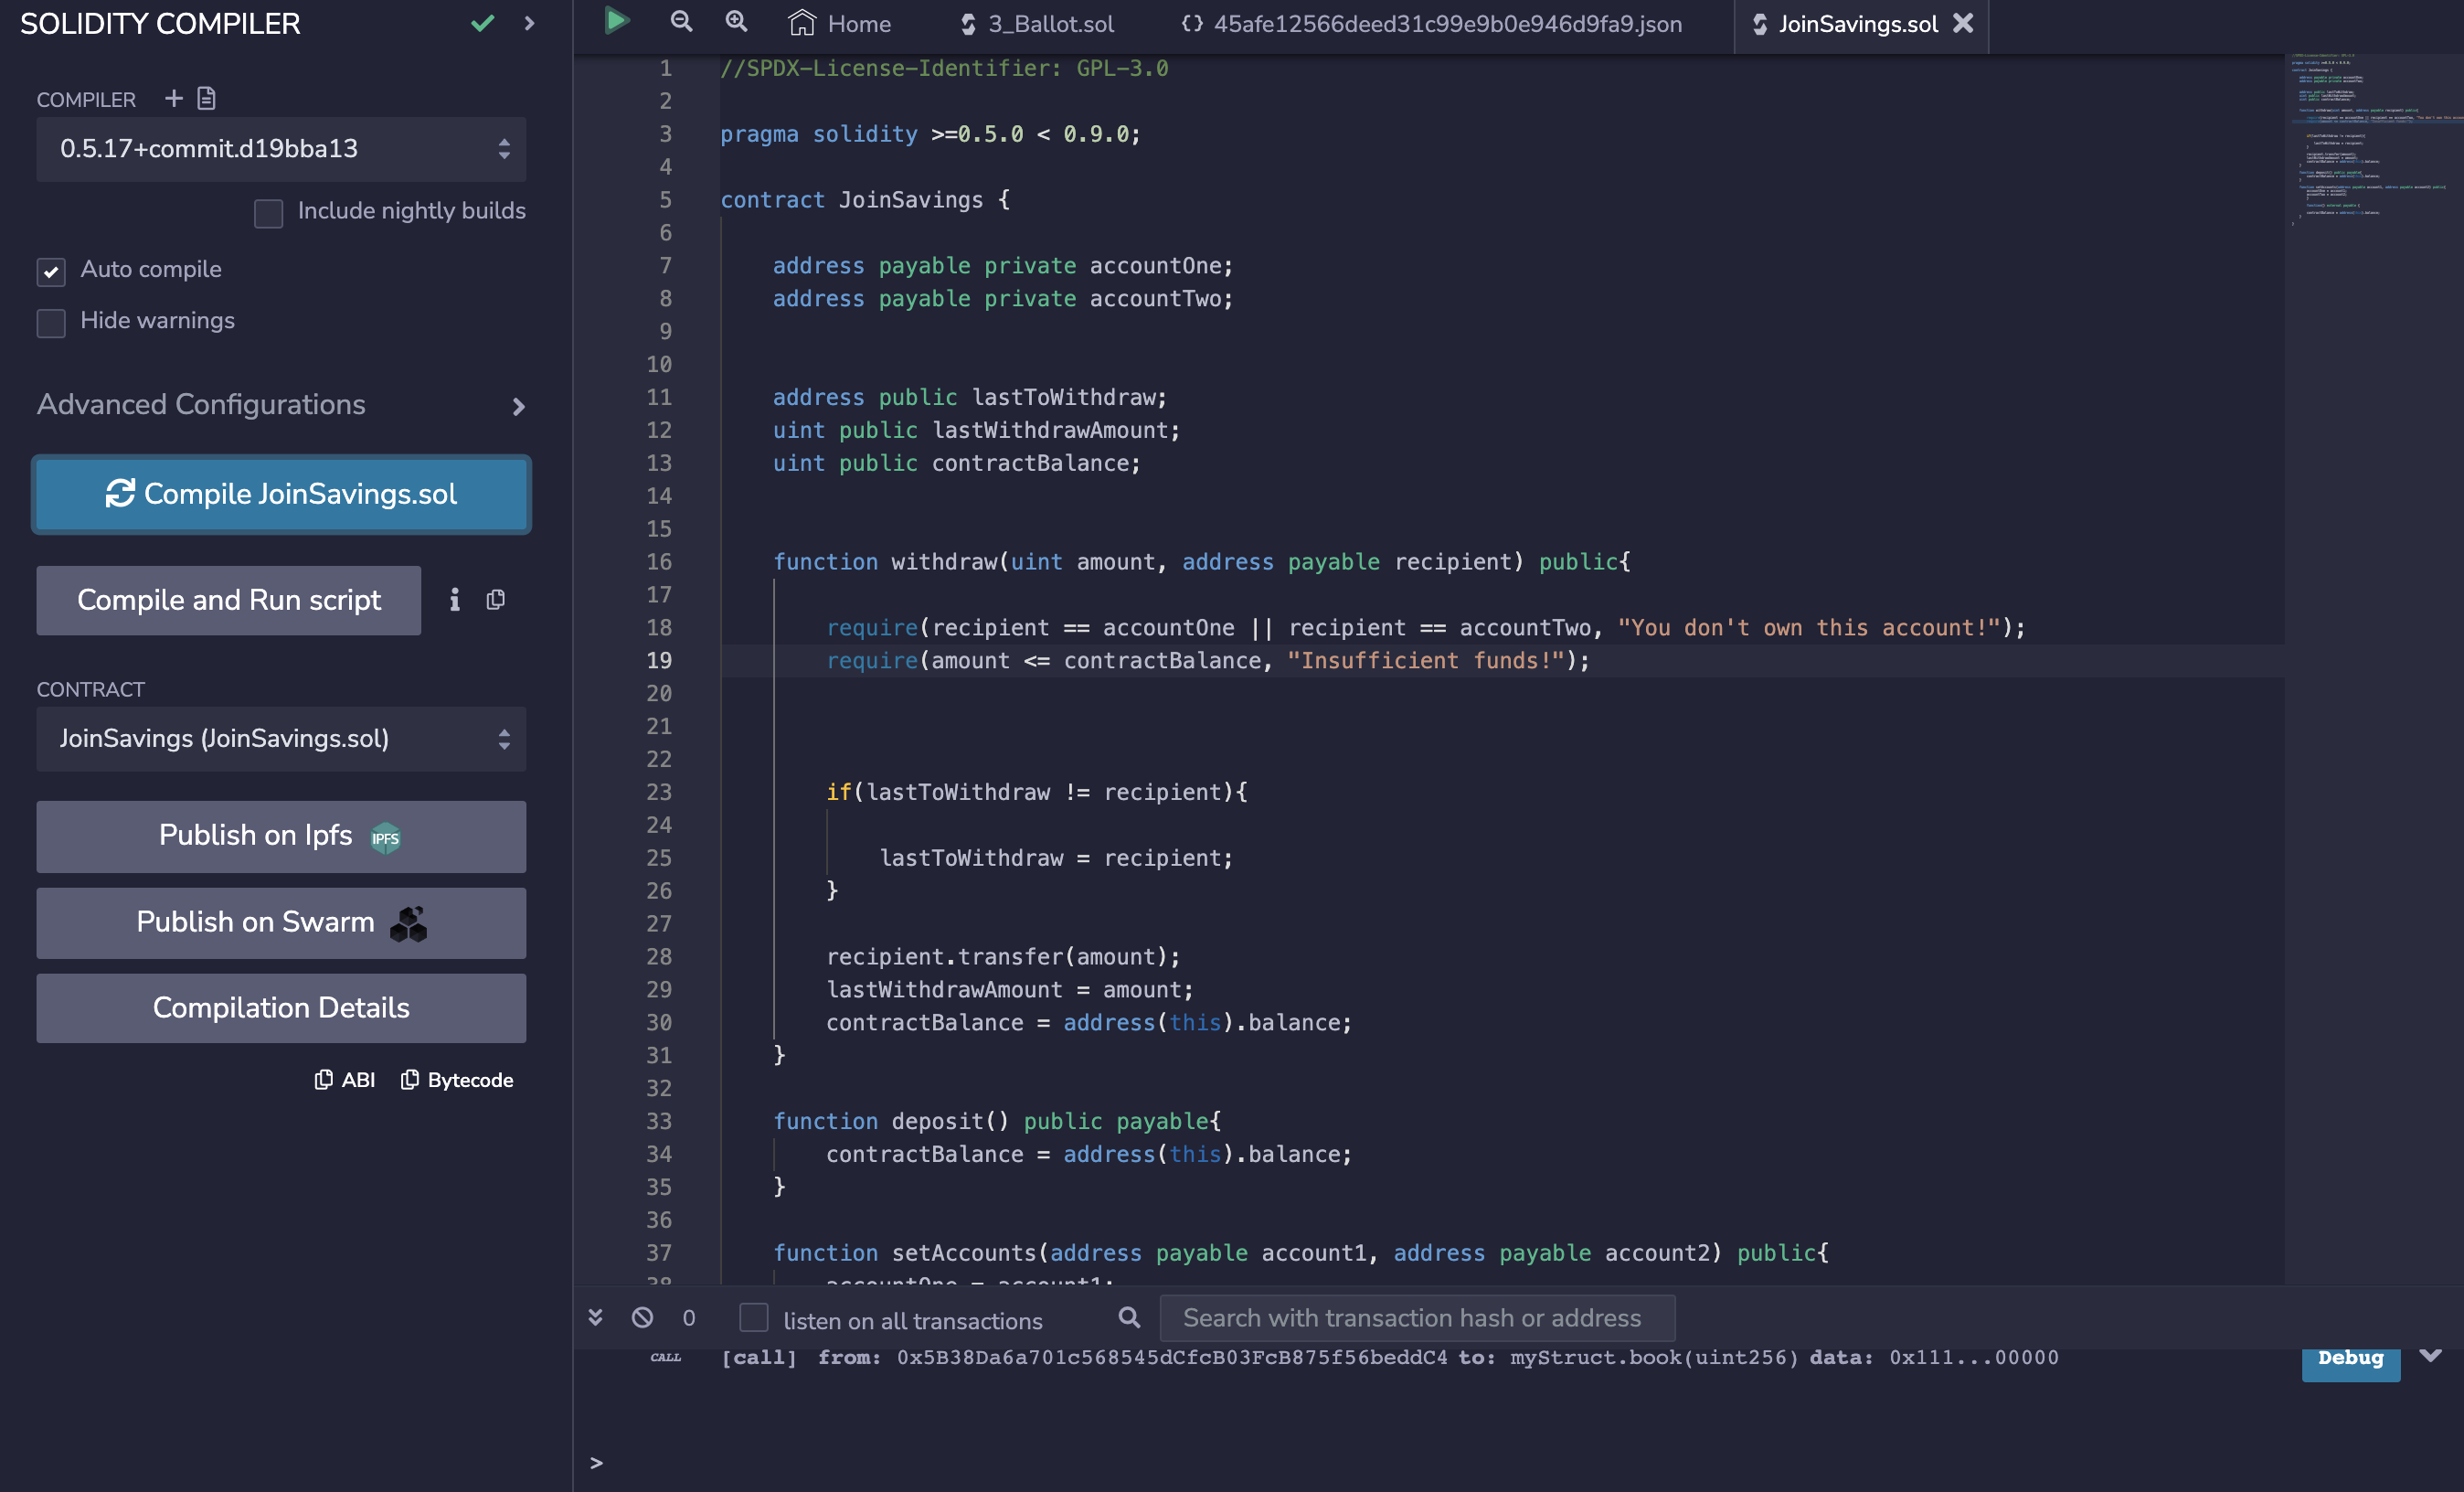 SOLIDITY COMPILER
COMPILER
0.5.17+commit.d19bba13
Include nightly builds
Auto compile
Hide warnings
Advanced Configurations
Compile JoinSavings.sol
Compile and Run script
CONTRACT
JoinSavings (JoinSavings.sol)
Publish on Ipfs IPFS
Publish on Swarm
Compilation Details
ABI Bytecode
Home 3_Ballot.sol {} 45afe12566deed31c99e9b0e946d9fa9.json JoinSavings.sol
1 //SPDX-License-Identifier: GPL-3.0
2
3 pragma solidity >=0.5.0 < 0.9.0;
4
5 contract JoinSavings {
6
7 address payable private accountOne;
8 address payable private accountTwo;
9
10
11 address public lastToWithdraw;
12 uint public lastWithdrawAmount;
13 uint public contractBalance;
14
15
16 function withdraw(uint amount, address payable recipient) public{
17
18 require(recipient == accountOne || recipient == accountTwo, "You don't own this account!");
19 require(amount <= contractBalance, "Insufficient funds!");
20
21
22
23 if(lastToWithdraw != recipient){
24
25 lastToWithdraw = recipient;
26 }
27
28 recipient.transfer(amount);
29 lastWithdrawAmount = amount;
30 contractBalance = address(this).balance;
31 }
32
33 function deposit() public payable{
34 contractBalance = address(this).balance;
35 }
36
37 function setAccounts(address payable account1, address payable account2) public{
38 accountOne = account1;
0 listen on all transactions Search with transaction hash or address
CALL [call] from: 0x5B38Da6a701c568545dCfcB03FcB875f56beddC4 to: myStruct.book(uint256) data: 0x111...00000 Debug
>